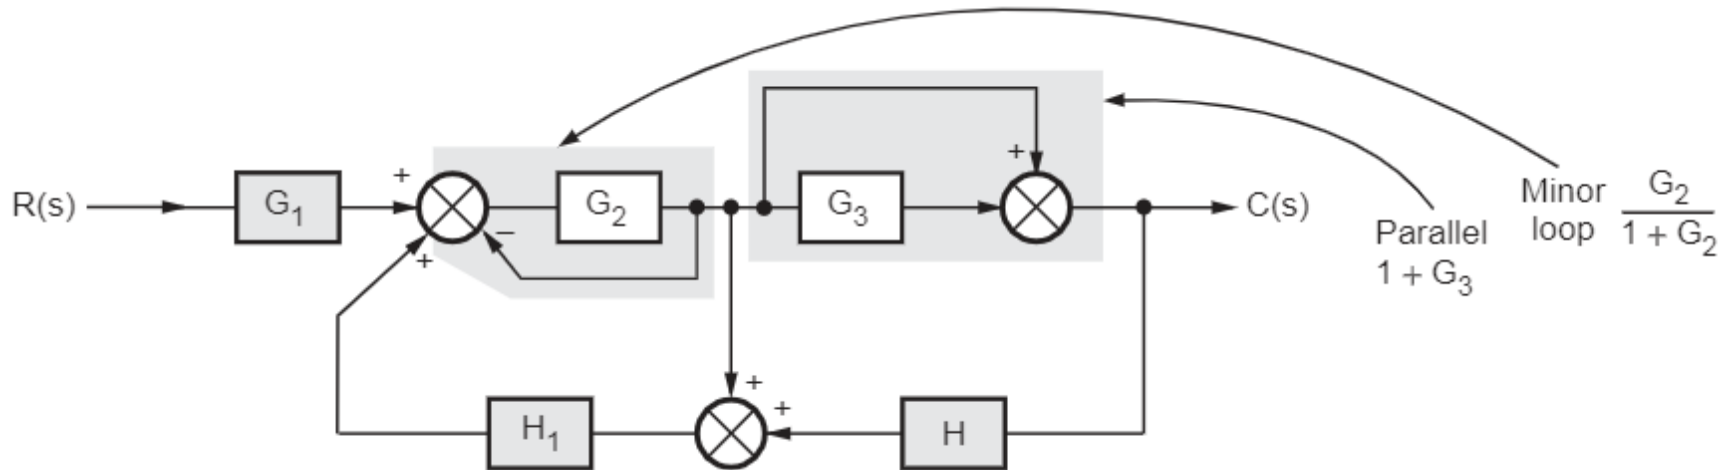 R(s)
G1
+
+
−
G2
G3
+
C(s)
Parallel
1 + G3
Minor
loop
G2
1 + G2
H1
+
+
H